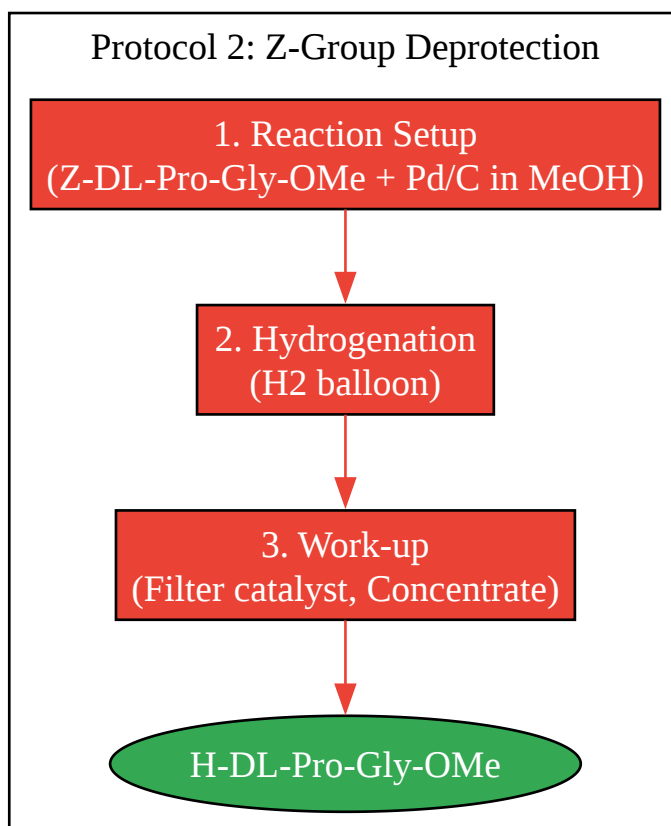 Protocol 2: Z-Group Deprotection
1. Reaction Setup
(Z-DL-Pro-Gly-OMe + Pd/C in MeOH)
2. Hydrogenation
(H2 balloon)
3. Work-up
(Filter catalyst, Concentrate)
H-DL-Pro-Gly-OMe